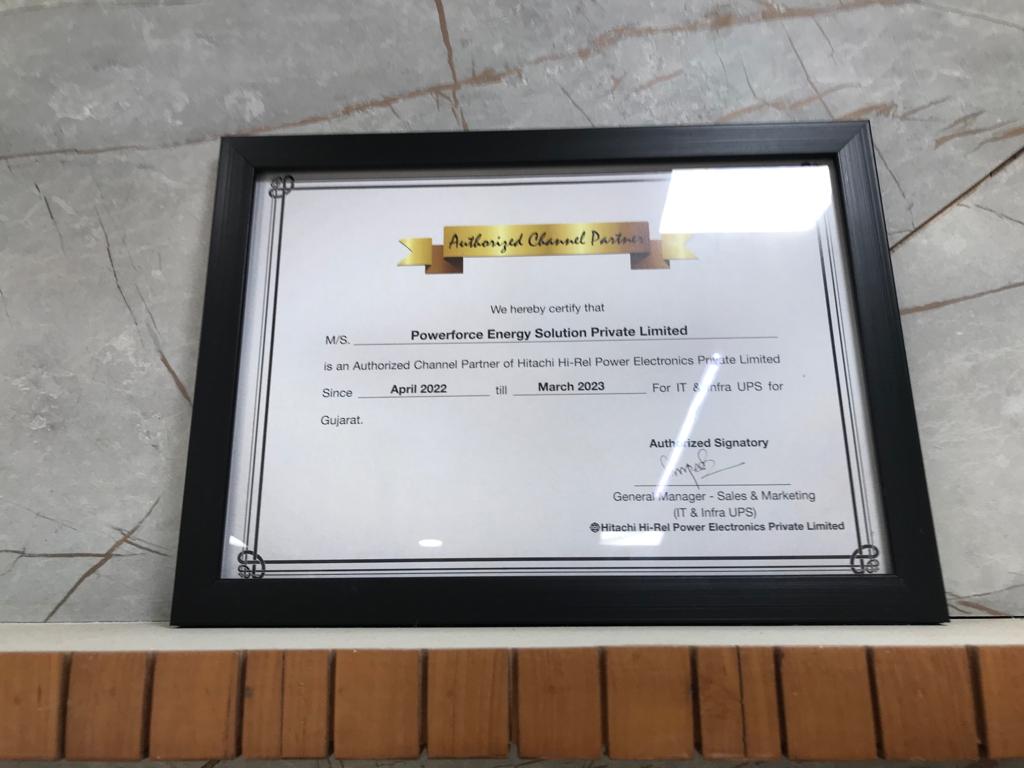 Authorized Channel Partner
We hereby certify that
M/S. Powerforce Energy Solution Private Limited
is an Authorized Channel Partner of Hitachi Hi-Rel Power Electronics Private Limited
Since April 2022 till March 2023 For IT & Infra UPS for
Gujarat.
Authorized Signatory
General Manager - Sales & Marketing
(IT & Infra UPS)
Hitachi Hi-Rel Power Electronics Private Limited